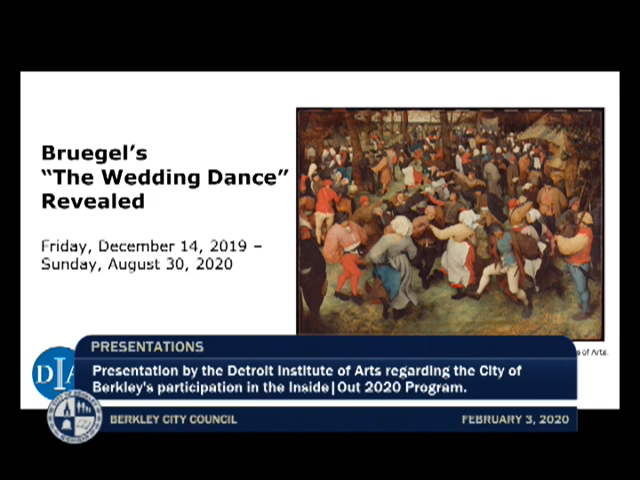 Bruegel's
"The Wedding Dance"
Revealed
Friday, December 14, 2019 –
Sunday, August 30, 2020
of Arts.
PRESENTATIONS
DIA
Presentation by the Detroit Institute of Arts regarding the City of
Berkley's participation in the Inside|Out 2020 Program.
BERKLEY CITY COUNCIL
FEBRUARY 3, 2020